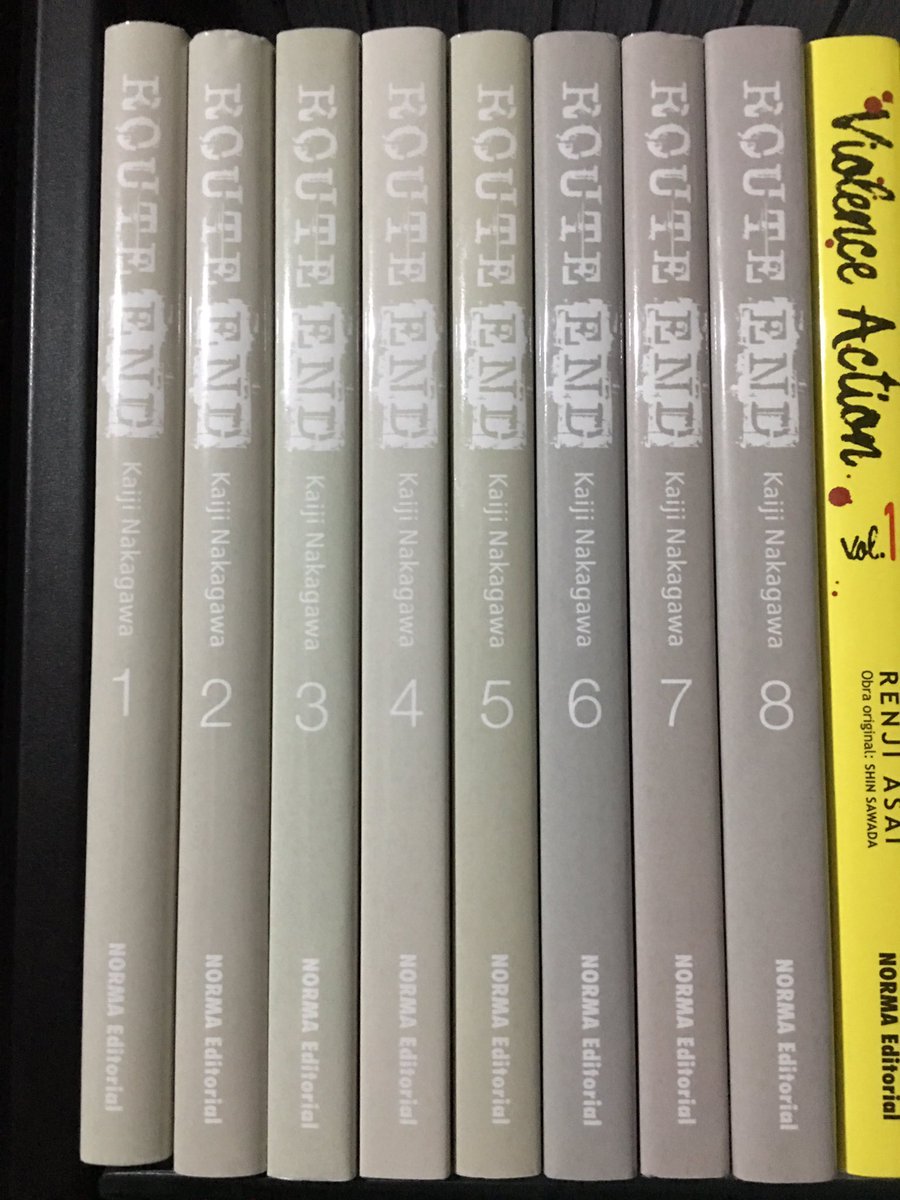 ROUTE END Kaiji Nakagawa 1 NORMA Editorial
ROUTE END Kaiji Nakagawa 2 NORMA Editorial
ROUTE END Kaiji Nakagawa 3 NORMA Editorial
ROUTE END Kaiji Nakagawa 4 NORMA Editorial
ROUTE END Kaiji Nakagawa 5 NORMA Editorial
ROUTE END Kaiji Nakagawa 6 NORMA Editorial
ROUTE END Kaiji Nakagawa 7 NORMA Editorial
ROUTE END Kaiji Nakagawa 8 NORMA Editorial
Violence Action
RENJI ASAI
Obra original: SHIN SAWADA
NORMA Editorial